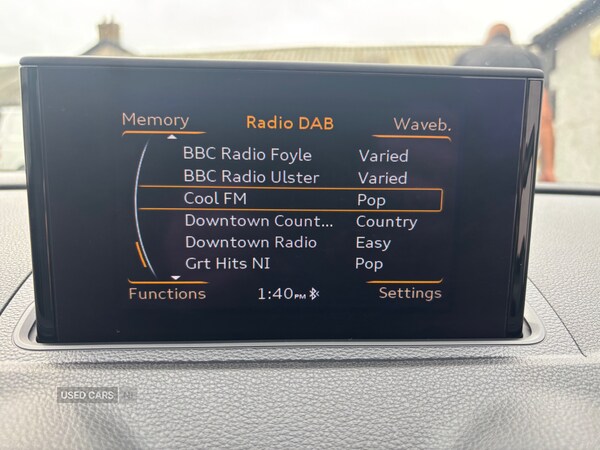 Memory Radio DAB Waveb.
BBC Radio Foyle Varied
BBC Radio Ulster Varied
Cool FM Pop
Downtown Count... Country
Downtown Radio Easy
Grt Hits NI Pop
Functions 1:40PM Settings
USED CARS NI